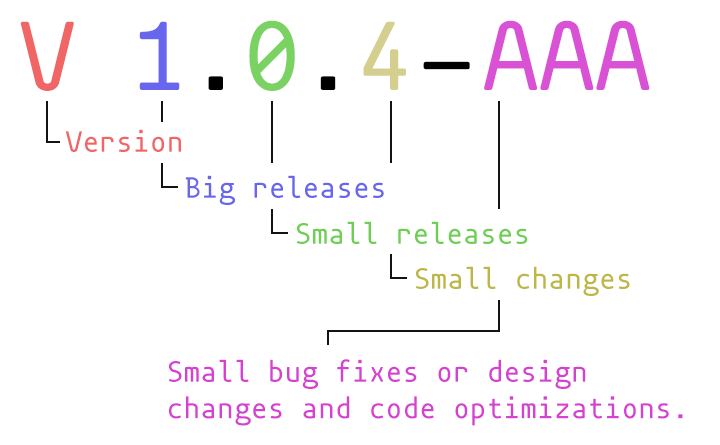 V 1.0.4-AAA
Version
Big releases
Small releases
Small changes
Small bug fixes or design
changes and code optimizations.